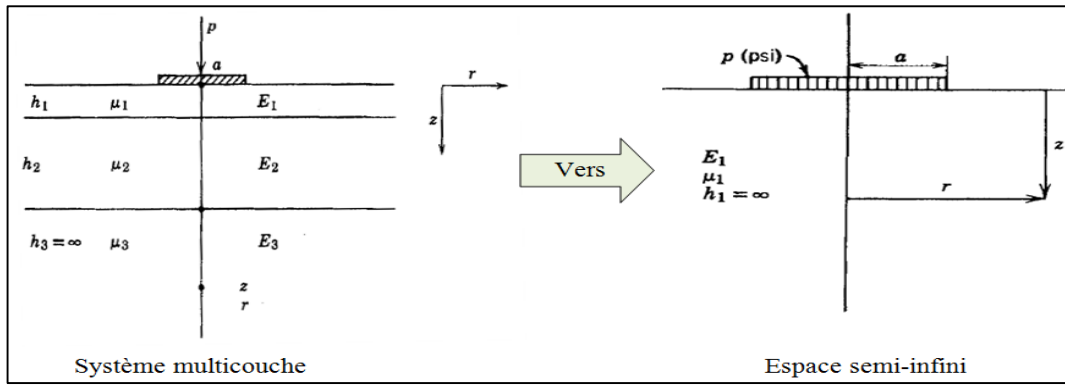 p
a
r
h₁ μ₁ E₁
z
h₂ μ₂ E₂
h₃ = ∞ μ₃ E₃
z
r
Système multicouche
Vers
p (psi)
a
z
E₁
μ₁
h₁ = ∞
r
Espace semi-infini